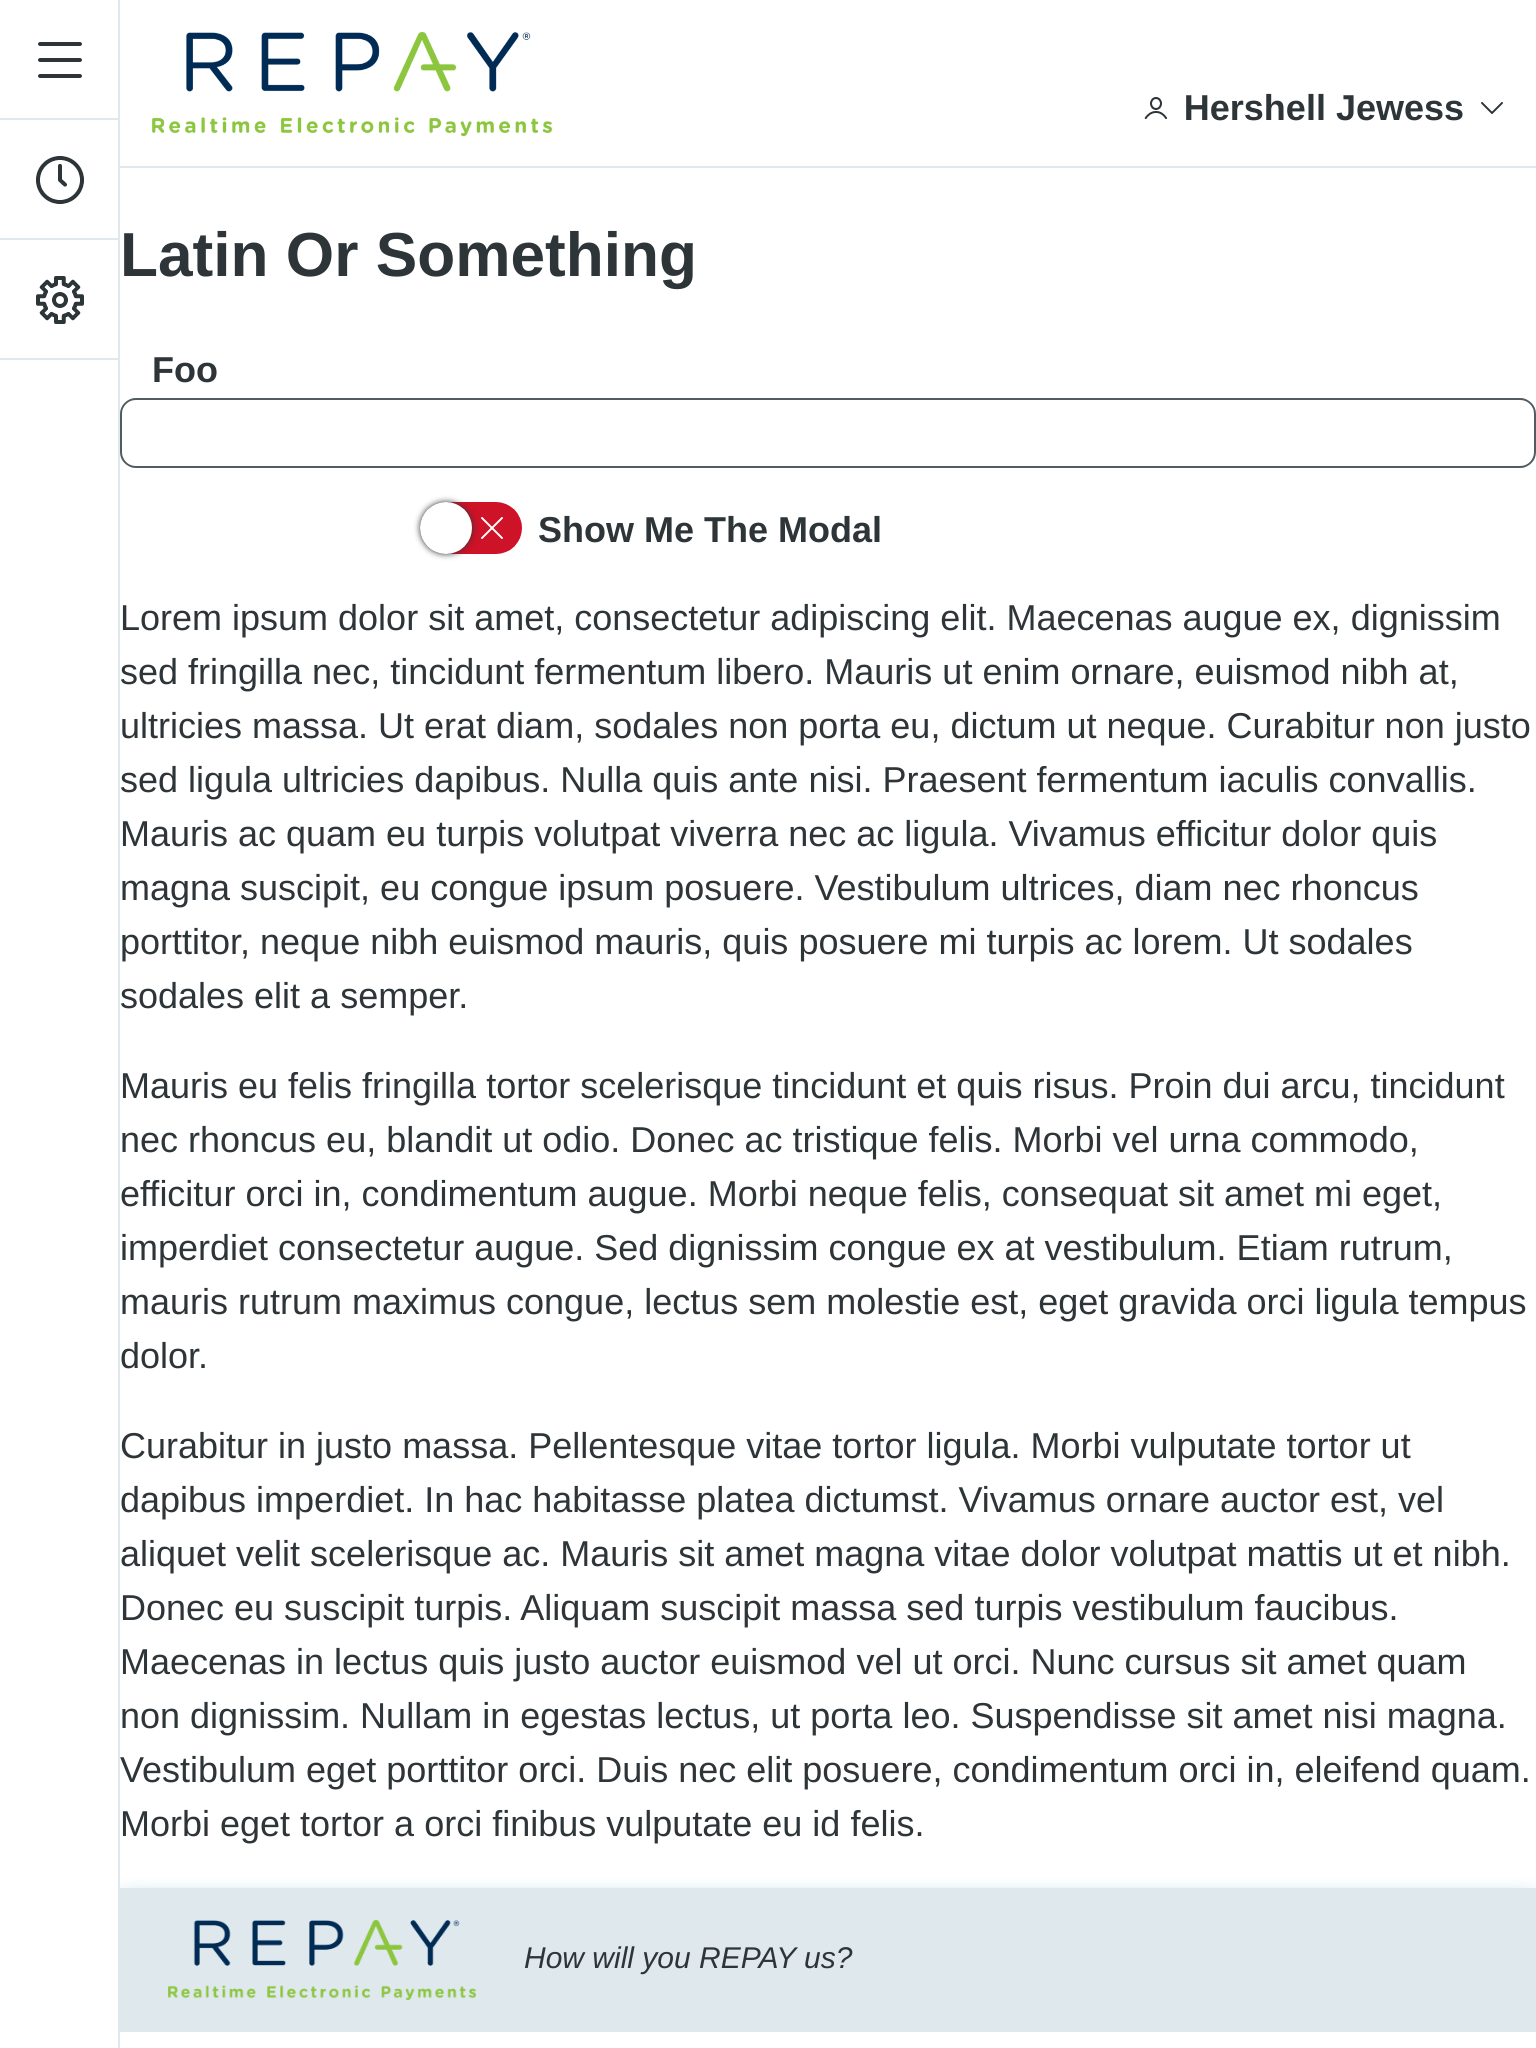 REPAY®
Realtime Electronic Payments
Hershell Jewess
Latin Or Something
Foo
Show Me The Modal
Lorem ipsum dolor sit amet, consectetur adipiscing elit. Maecenas augue ex, dignissim
sed fringilla nec, tincidunt fermentum libero. Mauris ut enim ornare, euismod nibh at,
ultricies massa. Ut erat diam, sodales non porta eu, dictum ut neque. Curabitur non justo
sed ligula ultricies dapibus. Nulla quis ante nisi. Praesent fermentum iaculis convallis.
Mauris ac quam eu turpis volutpat viverra nec ac ligula. Vivamus efficitur dolor quis
magna suscipit, eu congue ipsum posuere. Vestibulum ultrices, diam nec rhoncus
porttitor, neque nibh euismod mauris, quis posuere mi turpis ac lorem. Ut sodales
sodales elit a semper.
Mauris eu felis fringilla tortor scelerisque tincidunt et quis risus. Proin dui arcu, tincidunt
nec rhoncus eu, blandit ut odio. Donec ac tristique felis. Morbi vel urna commodo,
efficitur orci in, condimentum augue. Morbi neque felis, consequat sit amet mi eget,
imperdiet consectetur augue. Sed dignissim congue ex at vestibulum. Etiam rutrum,
mauris rutrum maximus congue, lectus sem molestie est, eget gravida orci ligula tempus
dolor.
Curabitur in justo massa. Pellentesque vitae tortor ligula. Morbi vulputate tortor ut
dapibus imperdiet. In hac habitasse platea dictumst. Vivamus ornare auctor est, vel
aliquet velit scelerisque ac. Mauris sit amet magna vitae dolor volutpat mattis ut et nibh.
Donec eu suscipit turpis. Aliquam suscipit massa sed turpis vestibulum faucibus.
Maecenas in lectus quis justo auctor euismod vel ut orci. Nunc cursus sit amet quam
non dignissim. Nullam in egestas lectus, ut porta leo. Suspendisse sit amet nisi magna.
Vestibulum eget porttitor orci. Duis nec elit posuere, condimentum orci in, eleifend quam.
Morbi eget tortor a orci finibus vulputate eu id felis.
REPAY®
Realtime Electronic Payments
How will you REPAY us?